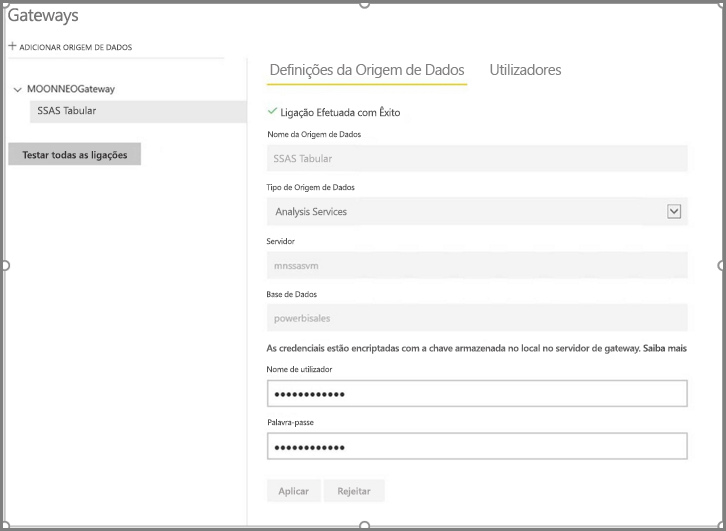 Gateways
+ ADICIONAR ORIGEM DE DADOS
MOONNEOGateway
SSAS Tabular
Testar todas as ligações
Definições da Origem de Dados Utilizadores
Ligação Efetuada com Êxito
Nome da Origem de Dados
SSAS Tabular
Tipo de Origem de Dados
Analysis Services
Servidor
mnssasvm
Base de Dados
powerbisales
As credenciais estão encriptadas com a chave armazenada no local no servidor de gateway. Saiba mais
Nome de utilizador
••••••••••••
Palavra-passe
••••••••••••
Aplicar Rejeitar